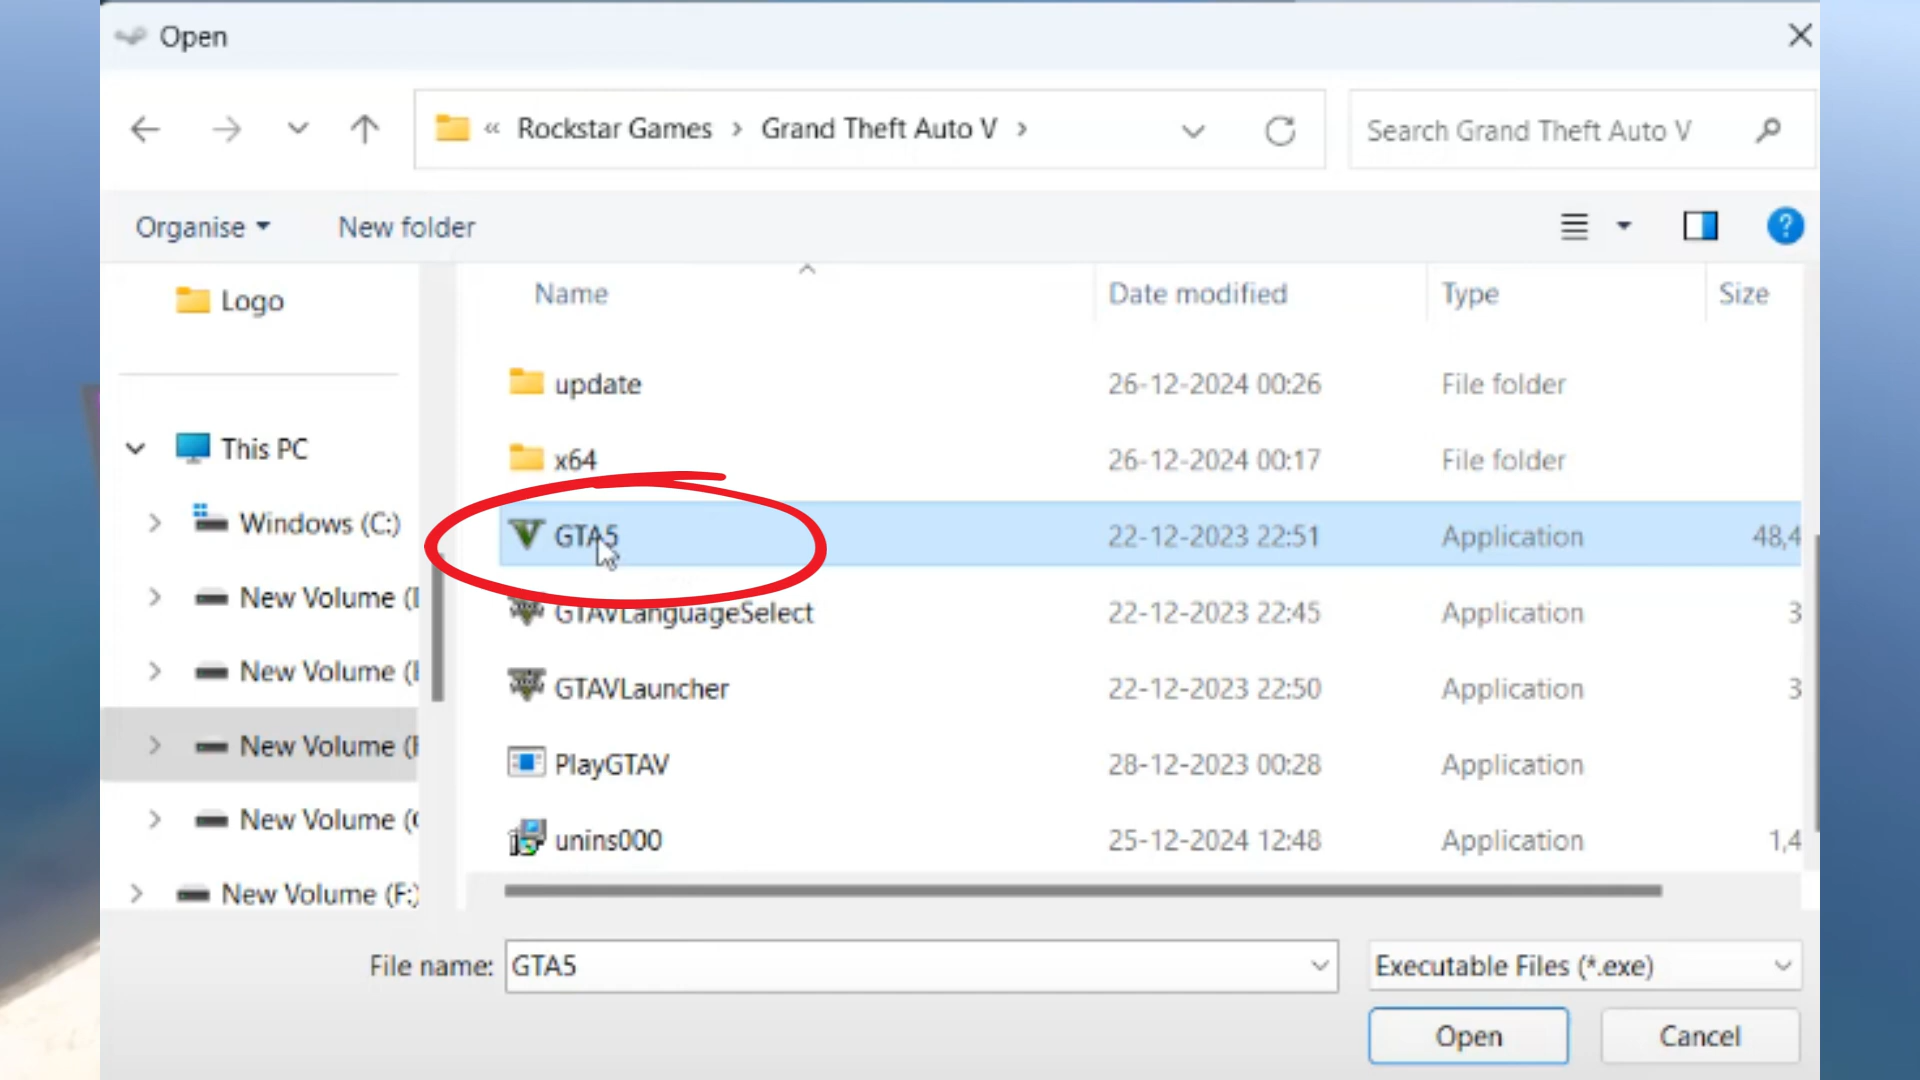 Open
« Rockstar Games > Grand Theft Auto V >
Search Grand Theft Auto V
Organise
New folder
Name Date modified Type Size
Logo
update 26-12-2024 00:26 File folder
This PC
x64 26-12-2024 00:17 File folder
Windows (C:)
GTA5 22-12-2023 22:51 Application 48,4
New Volume (
GTAVLanguageSelect 22-12-2023 22:45 Application 3
New Volume (
GTAVLauncher 22-12-2023 22:50 Application 3
New Volume (
PlayGTAV 28-12-2023 00:28 Application
New Volume (
unins000 25-12-2024 12:48 Application 1,4
New Volume (F:)
File name: GTA5 Executable Files (*.exe)
Open Cancel